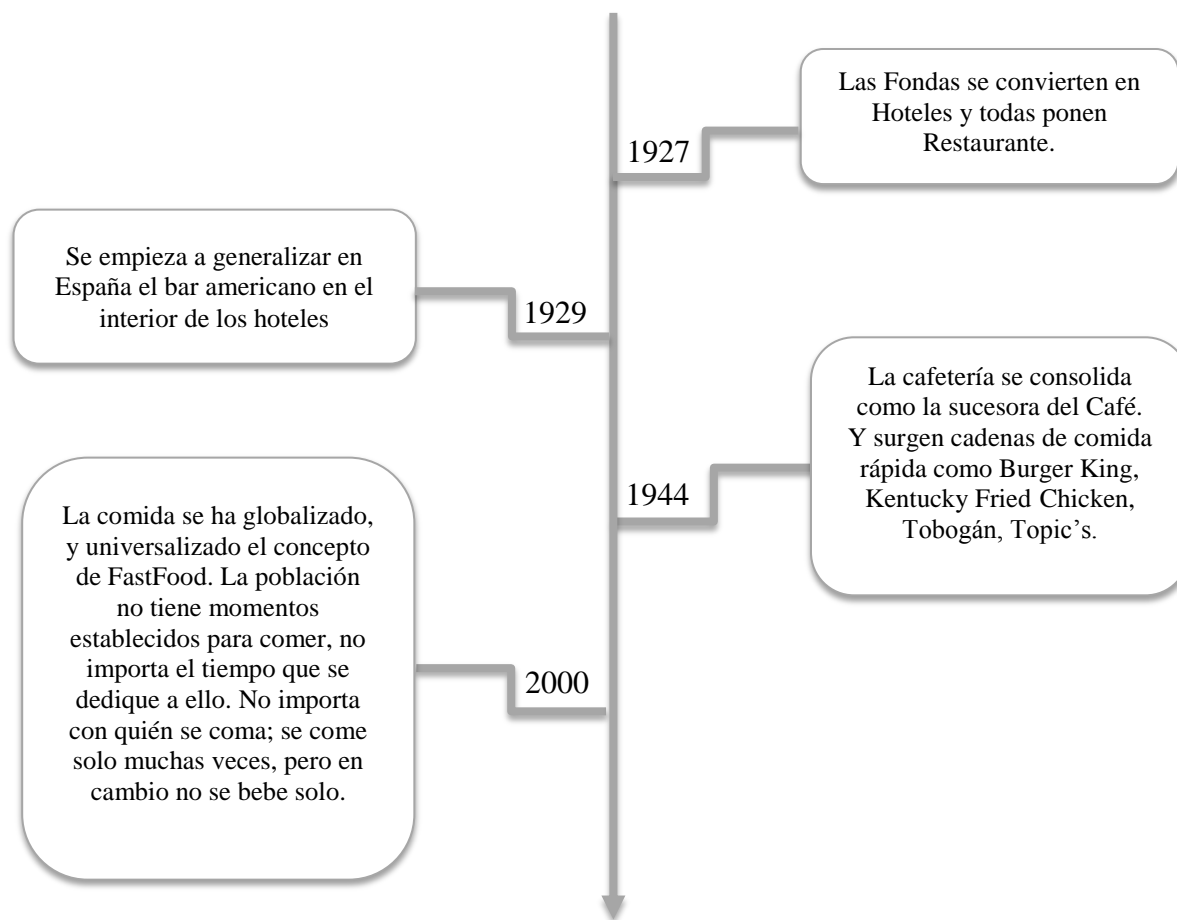 Las Fondas se convierten en
Hoteles y todas ponen
Restaurante.
1927
Se empieza a generalizar en
España el bar americano en el
interior de los hoteles
1929
La cafetería se consolida
como la sucesora del Café.
Y surgen cadenas de comida
rápida como Burger King,
Kentucky Fried Chicken,
Tobogán, Topic’s.
1944
La comida se ha globalizado,
y universalizado el concepto
de FastFood. La población
no tiene momentos
establecidos para comer, no
importa el tiempo que se
dedique a ello. No importa
con quién se coma; se come
solo muchas veces, pero en
cambio no se bebe solo.
2000